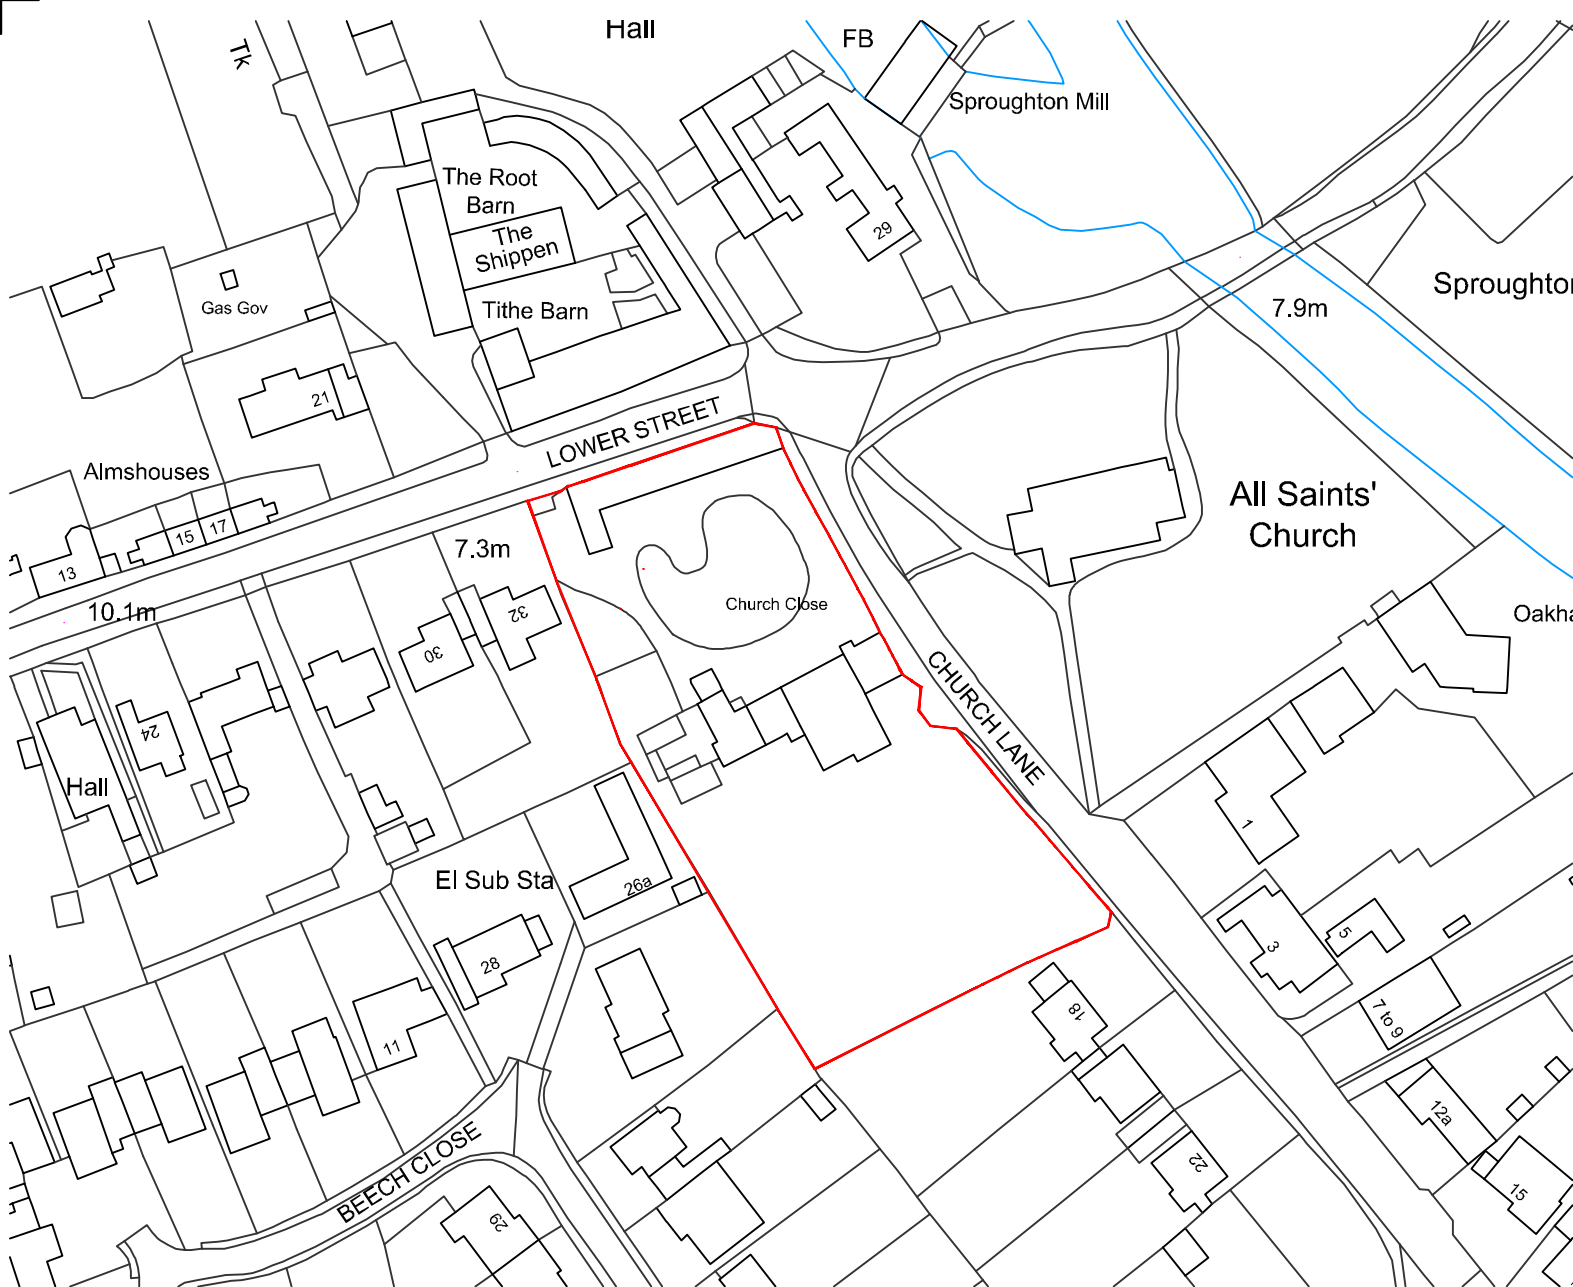 Hall
FB
Tk
Sproughton Mill
The Root
Barn
The
Shippen
29
Gas Gov
Tithe Barn
Sproughton
7.9m
21
LOWER STREET
Almshouses
All Saints'
Church
15
17
13
7.3m
10.1m
Church Close
32
30
CHURCH LANE
24
Hall
1
El Sub Sta
26a
28
3
5
11
18
7 to 9
12a
BEECH CLOSE
22
15
29